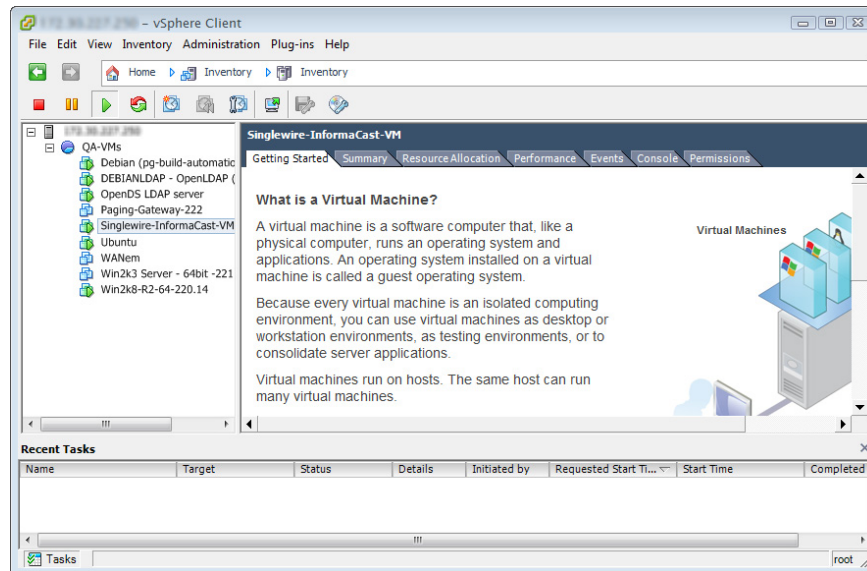 – vSphere Client
File Edit View Inventory Administration Plug-ins Help
Home Inventory Inventory
QA-VMs
Debian (pg-build-automatic
DEBIANLDAP - OpenLDAP (
OpenDS LDAP server
Paging-Gateway-222
Singlewire-InformaCast-VM
Ubuntu
WANem
Win2k3 Server - 64bit -221
Win2k8-R2-64-220.14
Singlewire-InformaCast-VM
Getting Started Summary Resource Allocation Performance Events Console Permissions
What is a Virtual Machine?
A virtual machine is a software computer that, like a
physical computer, runs an operating system and
applications. An operating system installed on a virtual
machine is called a guest operating system.
Because every virtual machine is an isolated computing
environment, you can use virtual machines as desktop or
workstation environments, as testing environments, or to
consolidate server applications.
Virtual machines run on hosts. The same host can run
many virtual machines.
Virtual Machines
Recent Tasks
Name Target Status Details Initiated by Requested Start Ti... Start Time Completed
Tasks root